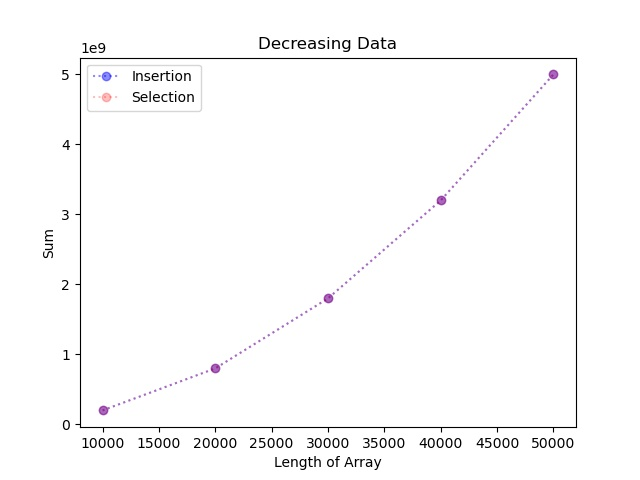 Decreasing Data
1e9
Insertion
Selection
5
4
3
2
1
0
Sum
10000 15000 20000 25000 30000 35000 40000 45000 50000
Length of Array